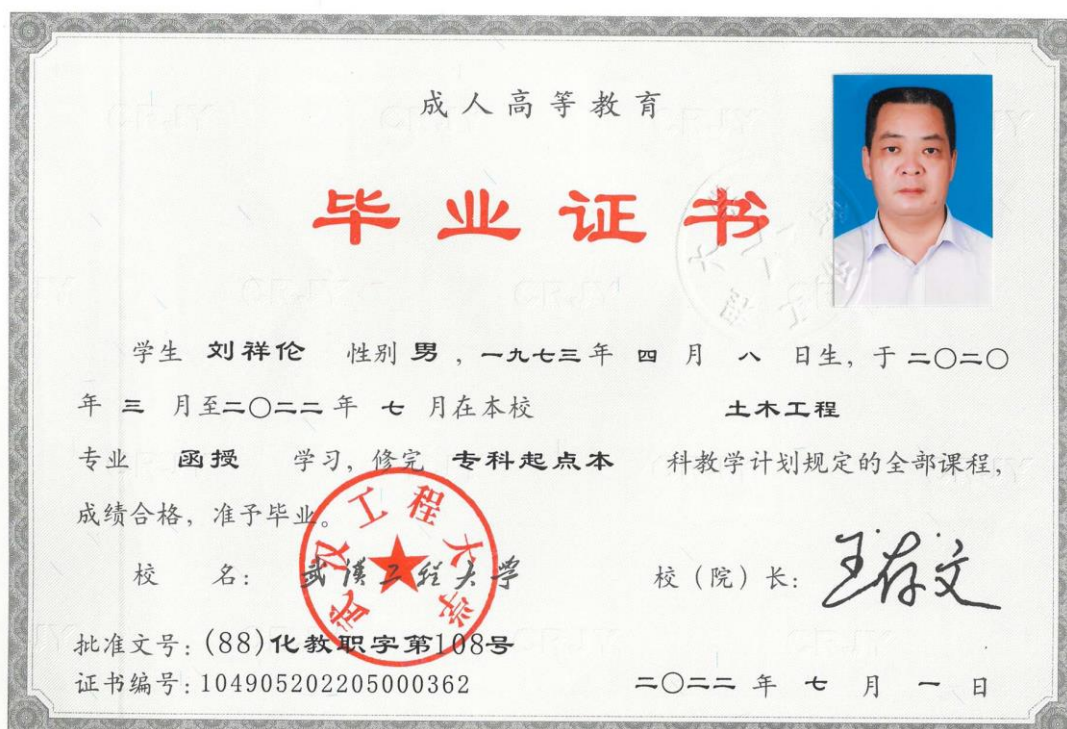 成人高等教育
毕业证书
学生 刘祥伦 性别 男 ，一九七三年 四 月 八 日生，于 二〇二〇
年 三 月至二〇二二年 七 月在本校 土木工程
专业 函授 学习，修完 专科起点本 科教学计划规定的全部课程，
成绩合格，准予毕业。
武汉工程大学
校 名： 武漢工程大学 校（院）长： 王存文
批准文号：(88)化教职字第108号
证书编号：104905202205000362 二〇二二 年 七 月 一 日